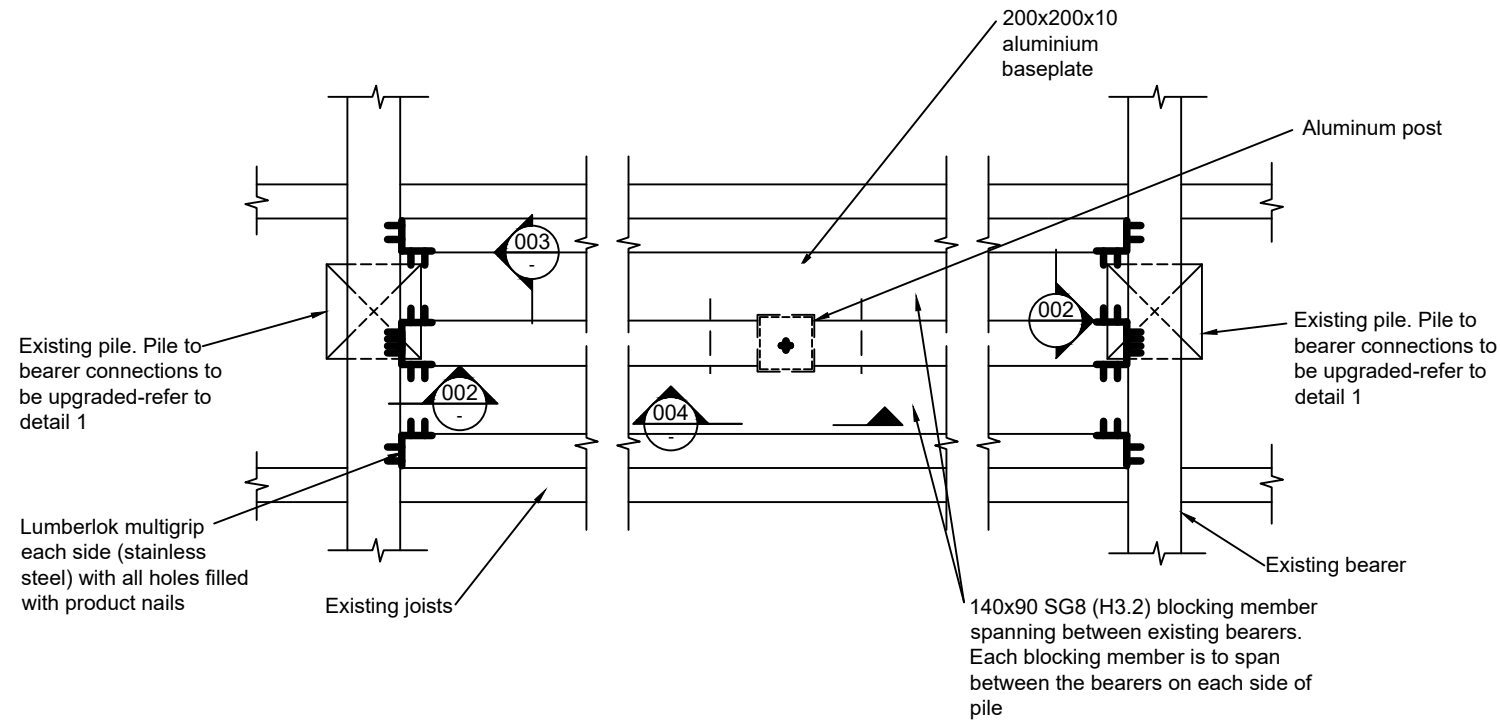 200x200x10
aluminium
baseplate
Aluminum post
003
-
002
Existing pile. Pile to
bearer connections to
be upgraded-refer to
detail 1
Existing pile. Pile to
bearer connections to
be upgraded-refer to
detail 1
002
-
004
-
Lumberlok multigrip
each side (stainless
steel) with all holes filled
with product nails
Existing joists
Existing bearer
140x90 SG8 (H3.2) blocking member
spanning between existing bearers.
Each blocking member is to span
between the bearers on each side of
pile